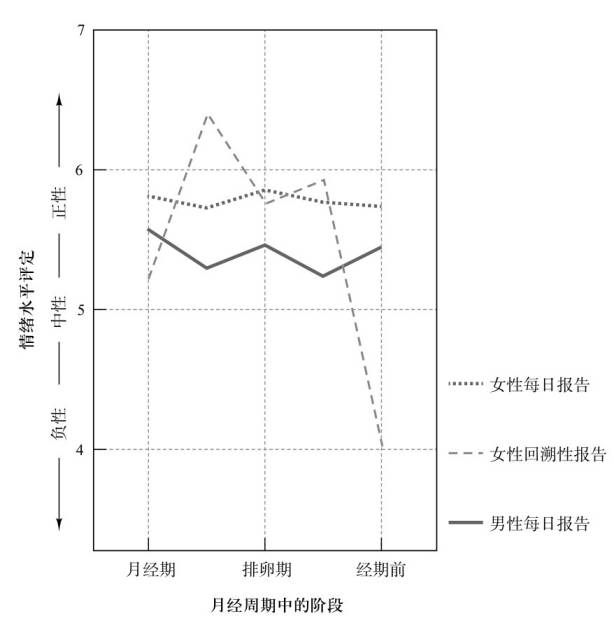 7
6
5
4
情绪水平评定
正性
中性
负性
月经期
排卵期
经期前
月经周期中的阶段
女性每日报告
女性回溯性报告
男性每日报告